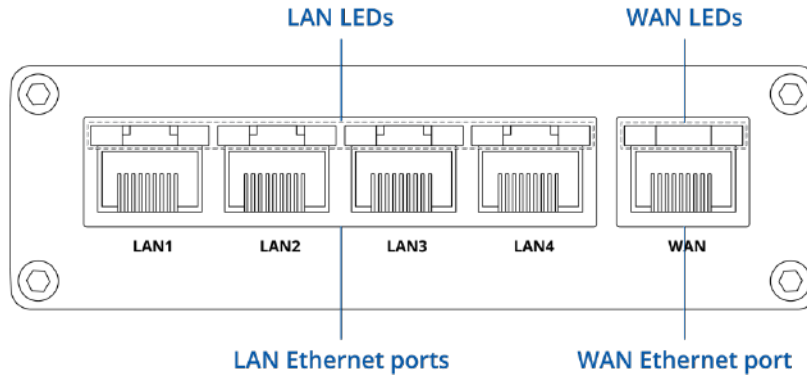 LAN LEDs WAN LEDs
LAN1 LAN2 LAN3 LAN4 WAN
LAN Ethernet ports WAN Ethernet port